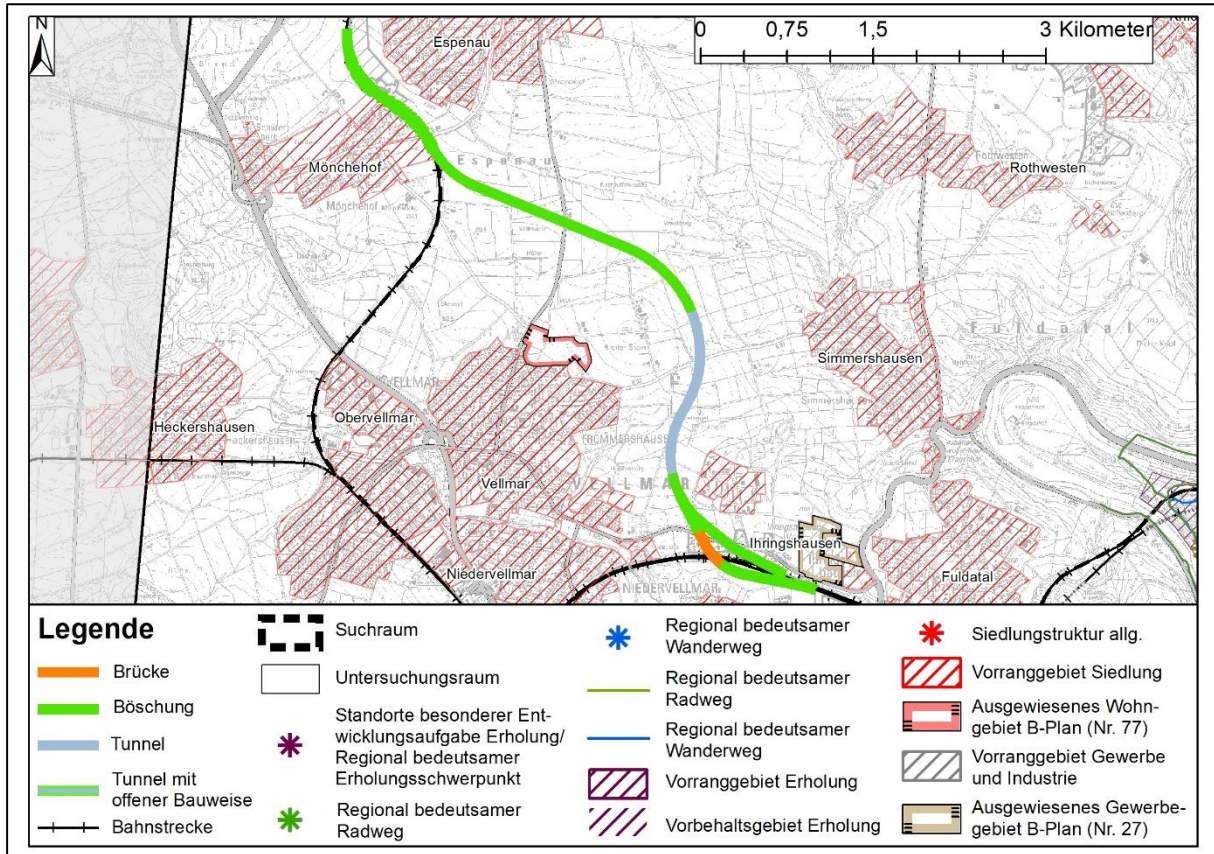 N
0 0,75 1,5 3 Kilometer
Espenau
Mönchehof
Espenau
Mönchehof
Rothwesten
Rothwesten
Fuldatal
Simmershausen
Simmershausen
VELLMAR
Obervellmar
Heckershausen
Heckershausen
FROMMERSHAUSEN
Vellmar
VELLMAR
Ihringshausen
Niedervellmar
NIEDERVELLMAR
Fuldatal
Legende
Brücke
Böschung
Tunnel
Tunnel mit
offener Bauweise
Bahnstrecke
Suchraum
Untersuchungsraum
Standorte besonderer Ent-
wicklungsaufgabe Erholung/
Regional bedeutsamer
Erholungsschwerpunkt
Regional bedeutsamer
Radweg
Regional bedeutsamer
Wanderweg
Regional bedeutsamer
Radweg
Regional bedeutsamer
Wanderweg
Vorranggebiet Erholung
Vorbehaltsgebiet Erholung
Siedlungstruktur allg.
Vorranggebiet Siedlung
Ausgewiesenes Wohn-
gebiet B-Plan (Nr. 77)
Vorranggebiet Gewerbe
und Industrie
Ausgewiesenes Gewerbe-
gebiet B-Plan (Nr. 27)